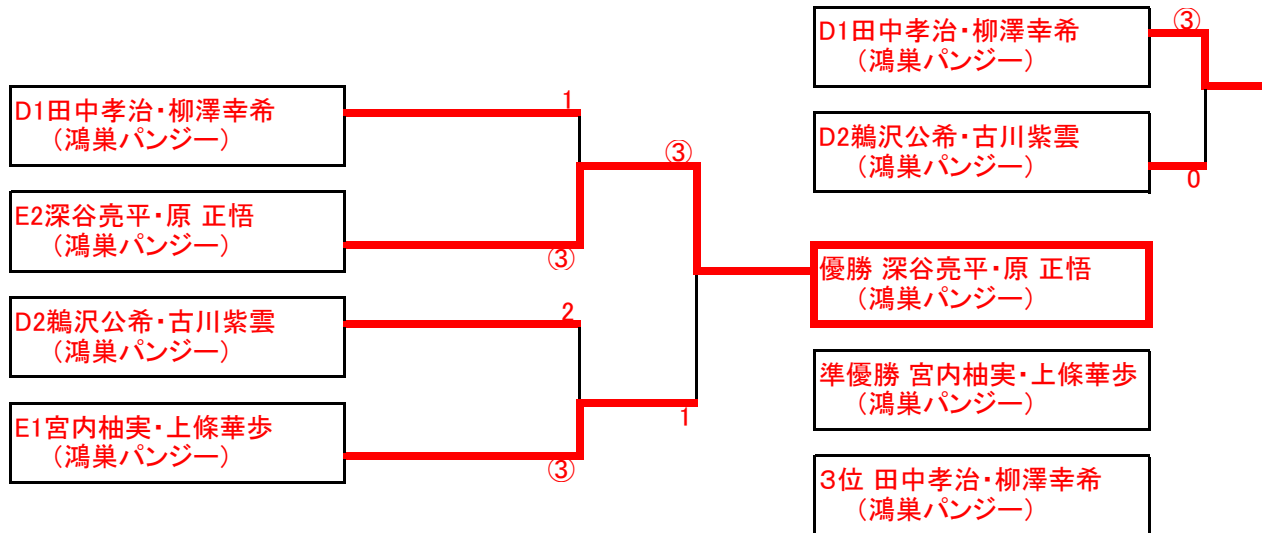 D1田中孝治・柳澤幸希
(鴻巣パンジー)
1
E2深谷亮平・原 正悟
(鴻巣パンジー)
③
③
D2鵜沢公希・古川紫雲
(鴻巣パンジー)
2
E1宮内柚実・上條華歩
(鴻巣パンジー)
③
1
D1田中孝治・柳澤幸希
(鴻巣パンジー)
③
D2鵜沢公希・古川紫雲
(鴻巣パンジー)
0
優勝 深谷亮平・原 正悟
(鴻巣パンジー)
準優勝 宮内柚実・上條華歩
(鴻巣パンジー)
3位 田中孝治・柳澤幸希
(鴻巣パンジー)